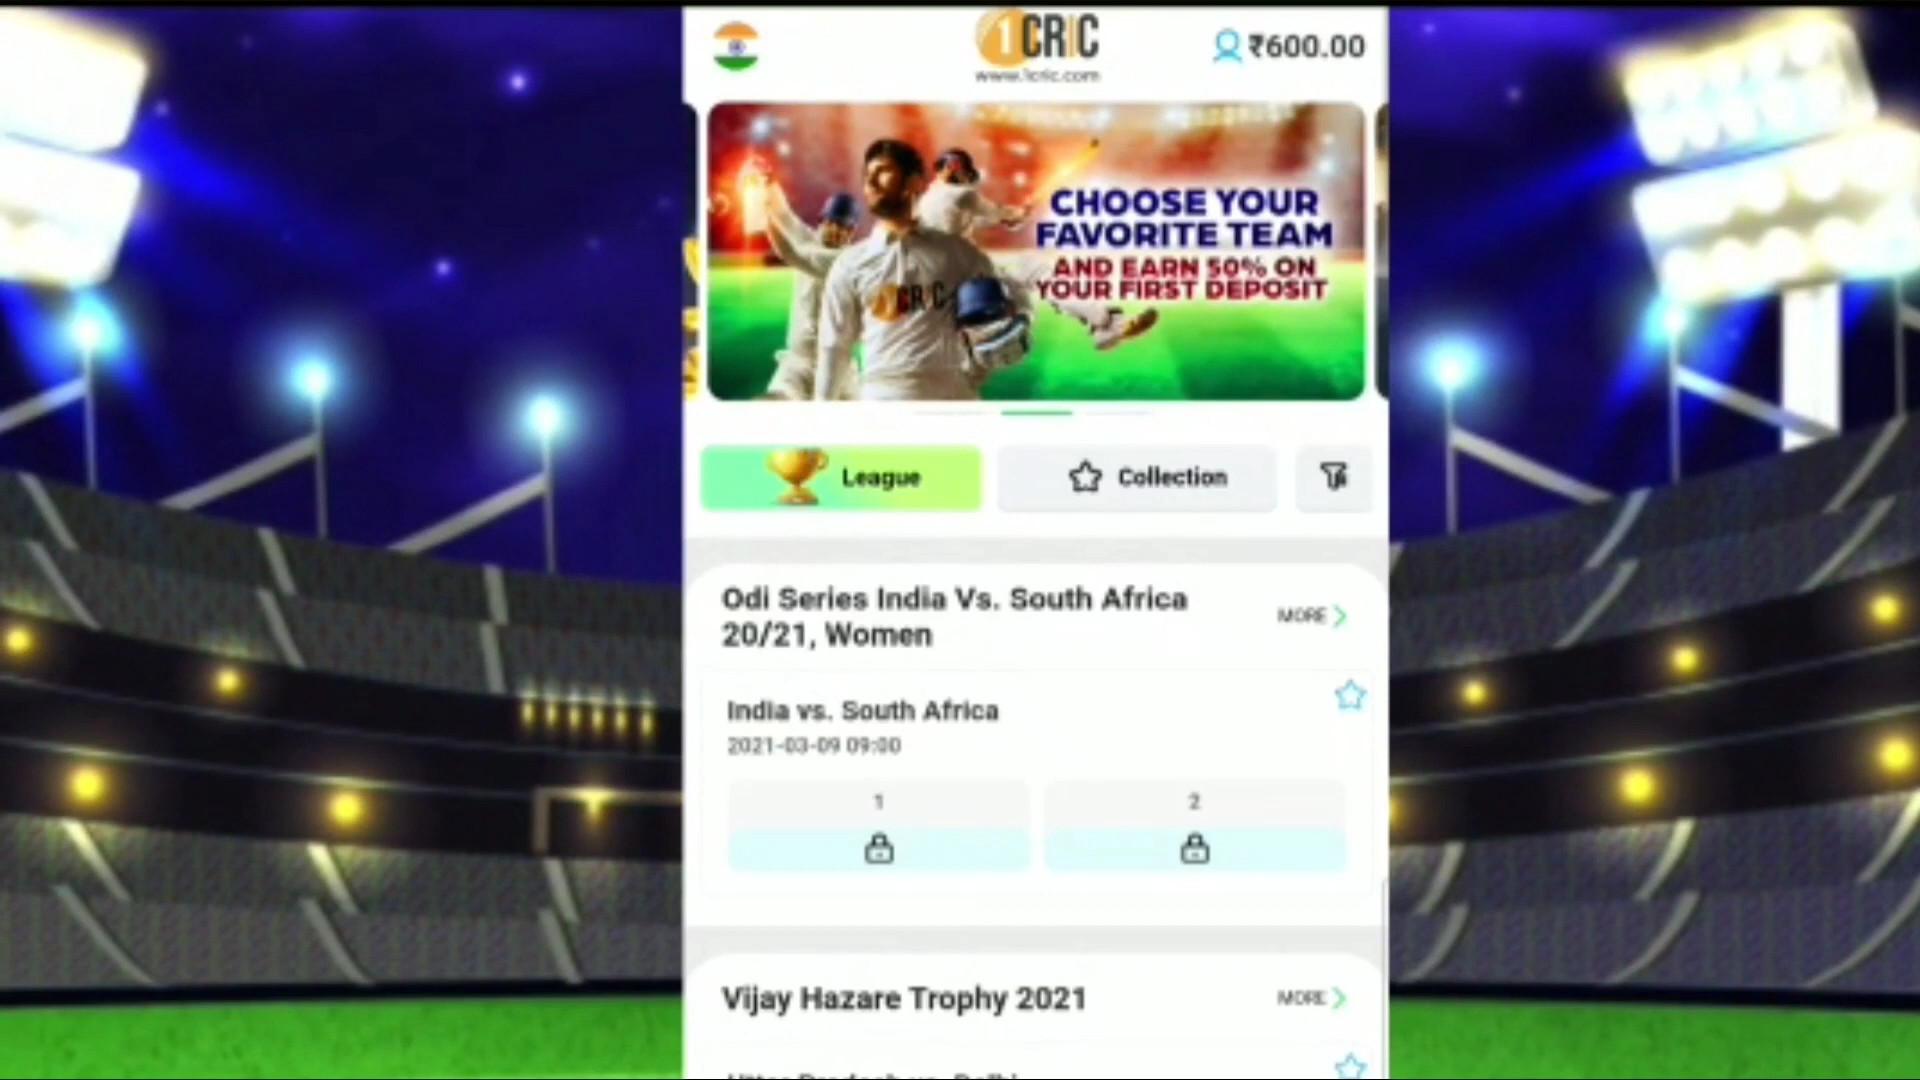 1CRIC
www.1cric.com
₹600.00
CHOOSE YOUR
FAVORITE TEAM
AND EARN 50% ON
YOUR FIRST DEPOSIT
CRIC
League
Collection
Odi Series India Vs. South Africa
20/21, Women
MORE
India vs. South Africa
2021-03-09 09:00
1
2
Vijay Hazare Trophy 2021
MORE